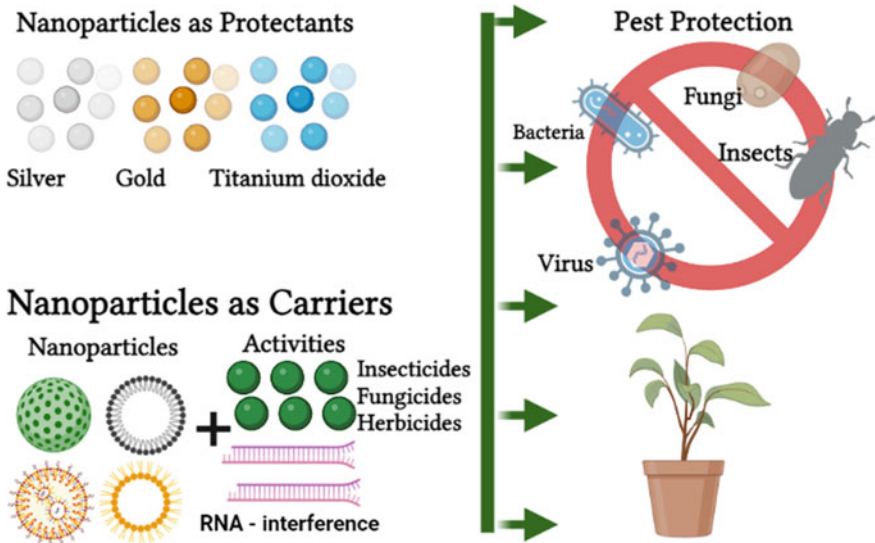 Nanoparticles as Protectants
Silver
Gold
Titanium dioxide
Nanoparticles as Carriers
Nanoparticles
Activities
Insecticides
Fungicides
Herbicides
+
RNA - interference
Pest Protection
Fungi
Bacteria
Insects
Virus